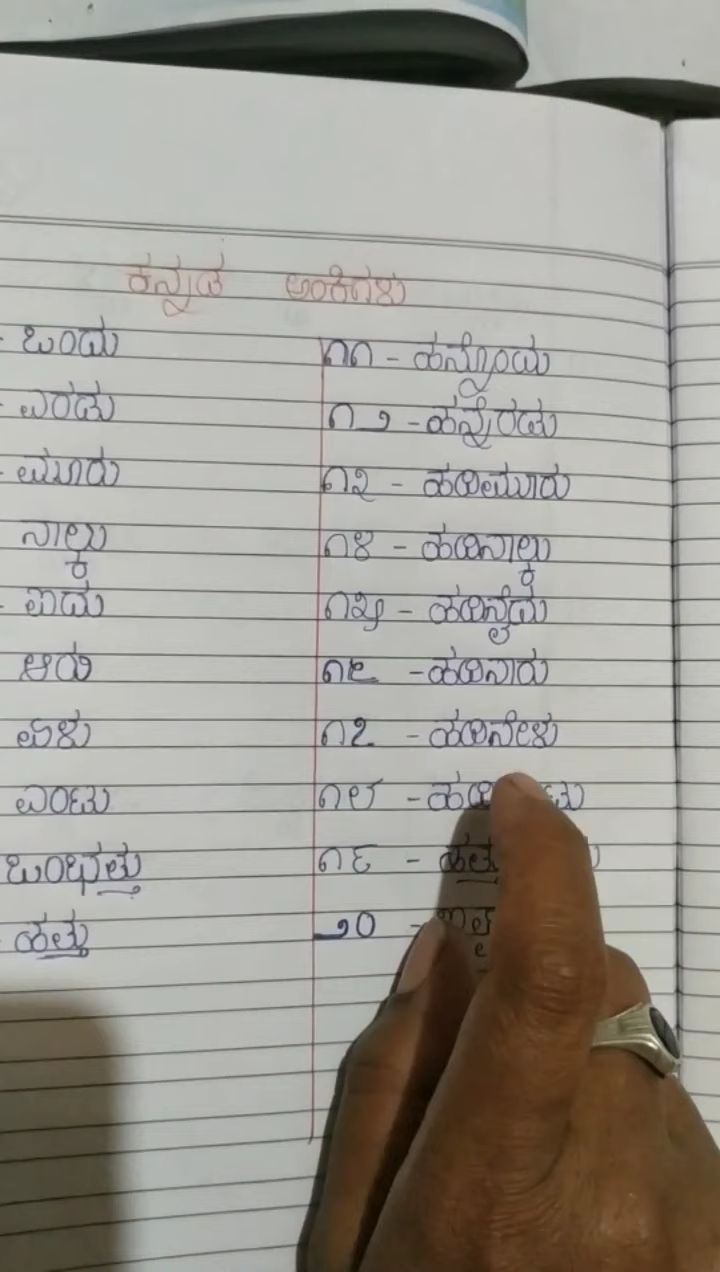 ಕನ್ನಡ ಅಂಕಿಗಳು
- ಒಂದು
- ಎರಡು
- ಮೂರು
ನಾಲ್ಕು
- ಐದು
ಆರು
ಏಳು
ಎಂಟು
ಒಂಭತ್ತು
- ಹತ್ತು
೧೧ - ಹನ್ನೊಂದು
೧೨ - ಹನ್ನೆರಡು
೧೩ - ಹದಿಮೂರು
೧೪ - ಹದಿನಾಲ್ಕು
೧೫ - ಹದಿನೈದು
೧೬ - ಹದಿನಾರು
೧೭ - ಹದಿನೇಳು
೧೮ -
೧೯ -
೨೦ -